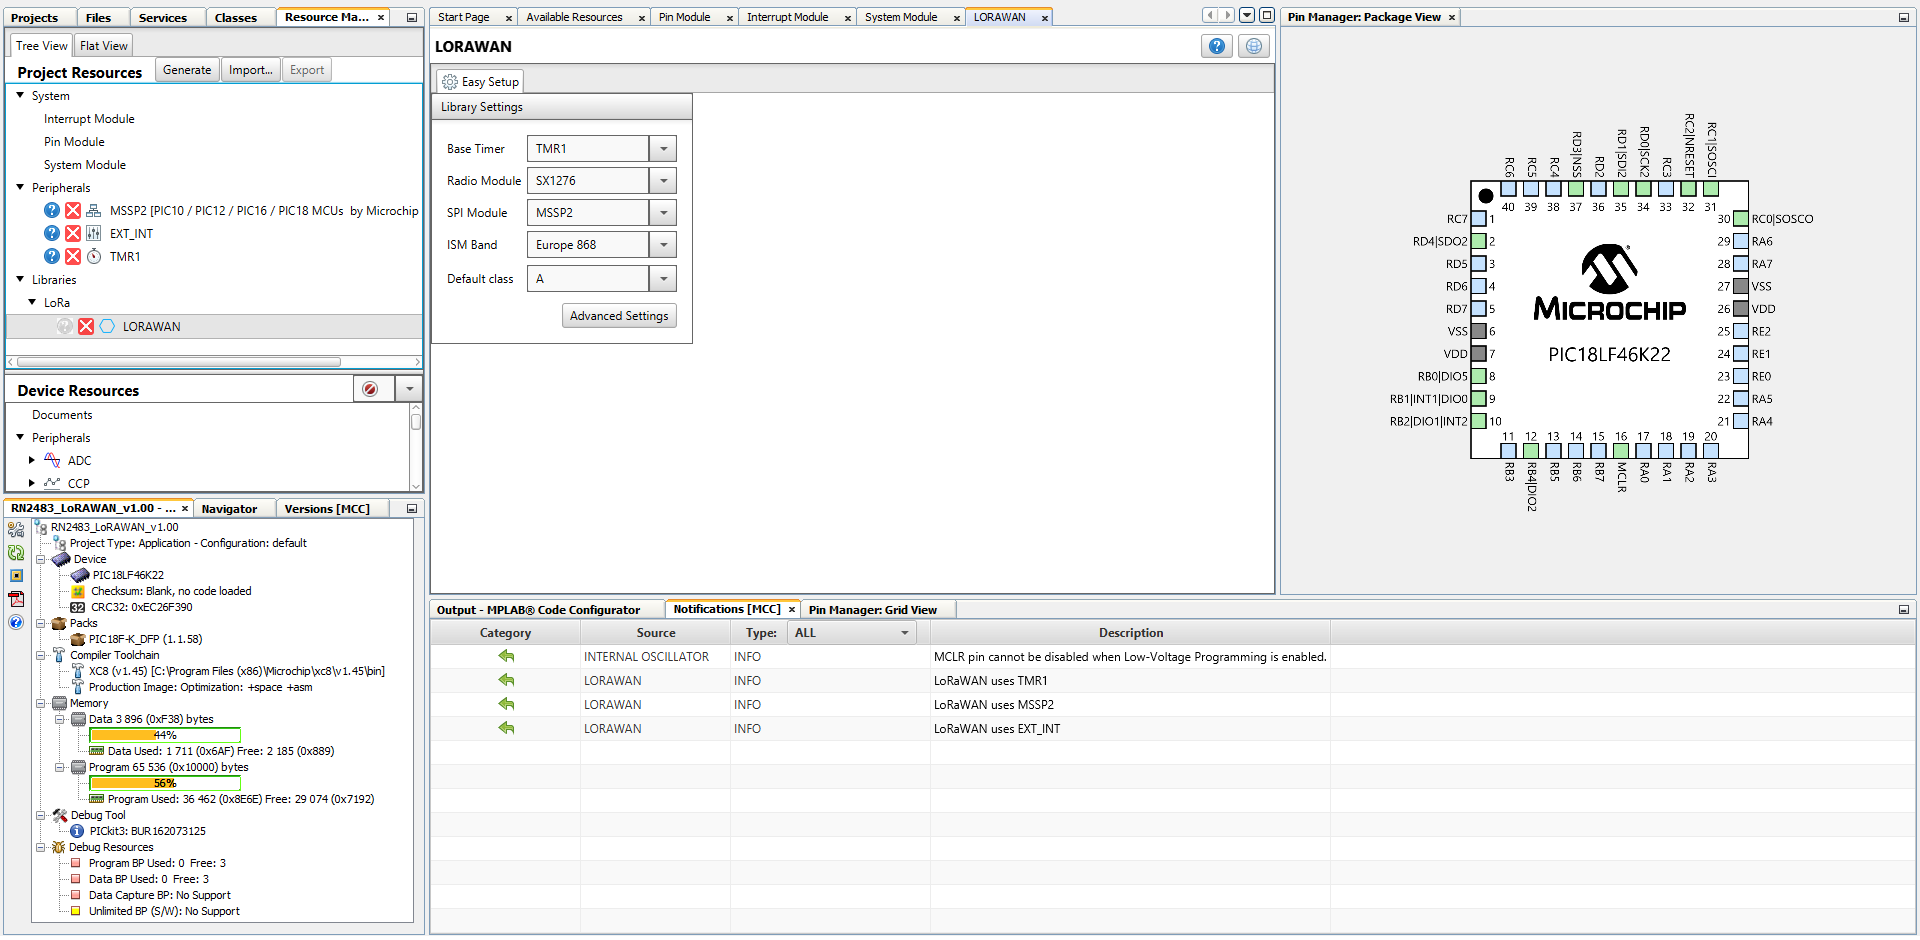 Projects
Files
Services
Classes
Resource Ma... ×
Tree View
Flat View
Project Resources
Generate
Import...
Export
System
Interrupt Module
Pin Module
System Module
Peripherals
MSSP2 [PIC10 / PIC12 / PIC16 / PIC18 MCUs by Microchip
EXT_INT
TMR1
Libraries
LoRa
LORAWAN
Device Resources
Documents
Peripherals
ADC
CCP
RN2483_LoRAWAN_v1.00 - ... ×
Navigator
Versions [MCC]
RN2483_LoRAWAN_v1.00
Project Type: Application - Configuration: default
Device
PIC18LF46K22
Checksum: Blank, no code loaded
32 CRC32: 0xEC26F390
Packs
PIC18F-K_DFP (1.1.58)
Compiler Toolchain
XC8 (v1.45) [C:\Program Files (x86)\Microchip\xc8\v1.45\bin]
Production Image: Optimization: +space +asm
Memory
Data 3 896 (0xF38) bytes
44%
Data Used: 1 711 (0x6AF) Free: 2 185 (0x889)
Program 65 536 (0x10000) bytes
56%
Program Used: 36 462 (0x8E6E) Free: 29 074 (0x7192)
Debug Tool
PICkit3: BUR162073125
Debug Resources
Program BP Used: 0 Free: 3
Data BP Used: 0 Free: 3
Data Capture BP: No Support
Unlimited BP (S/W): No Support
Start Page ×
Available Resources ×
Pin Module ×
Interrupt Module ×
System Module ×
LORAWAN ×
LORAWAN
Easy Setup
Library Settings
Base Timer TMR1
Radio Module SX1276
SPI Module MSSP2
ISM Band Europe 868
Default class A
Advanced Settings
Pin Manager: Package View ×
RC6
RC5
RC4
RD3|NSS
RD2
RD1|SDI2
RD0|SCK2
RC3
RC2|NRESET
RC1|SOSCI
40 39 38 37 36 35 34 33 32 31
RC7 1
RD4|SDO2 2
RD5 3
RD6 4
RD7 5
VSS 6
VDD 7
RB0|DIO5 8
RB1|INT1|DIO0 9
RB2|DIO1|INT2 10
MICROCHIP
PIC18LF46K22
30 RC0|SOSCO
29 RA6
28 RA7
27 VSS
26 VDD
25 RE2
24 RE1
23 RE0
22 RA5
21 RA4
11 12 13 14 15 16 17 18 19 20
RB3
RB4|DIO2
RB5
RB6
RB7
MCLR
RA0
RA1
RA2
RA3
Output - MPLAB® Code Configurator
Notifications [MCC] ×
Pin Manager: Grid View
Category Source Type: ALL Description
INTERNAL OSCILLATOR INFO MCLR pin cannot be disabled when Low-Voltage Programming is enabled.
LORAWAN INFO LoRaWAN uses TMR1
LORAWAN INFO LoRaWAN uses MSSP2
LORAWAN INFO LoRaWAN uses EXT_INT